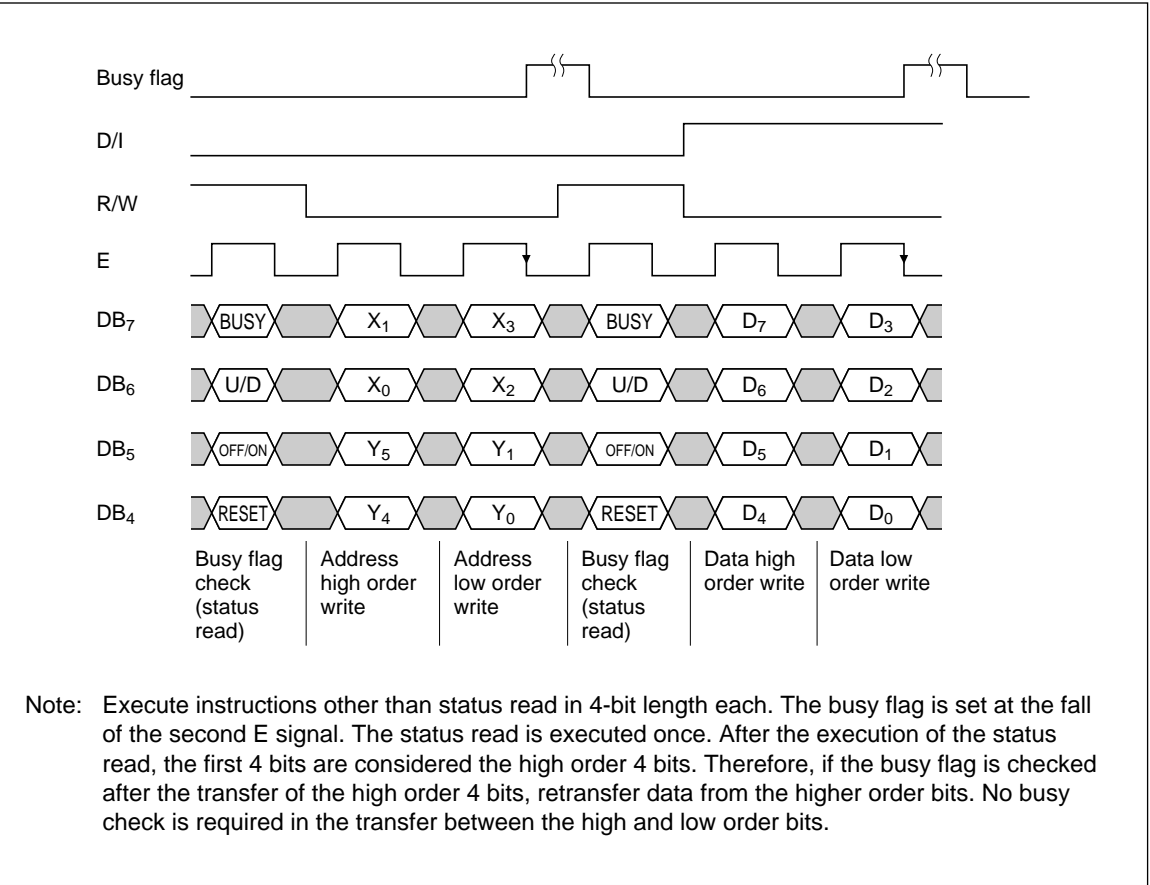 Busy flag
D/I
R/W
E
DB7 BUSY X1 X3 BUSY D7 D3
DB6 U/D X0 X2 U/D D6 D2
DB5 OFF/ON Y5 Y1 OFF/ON D5 D1
DB4 RESET Y4 Y0 RESET D4 D0
Busy flag Address Address Busy flag Data high Data low
check high order low order check order write order write
(status write write (status
read) read)
Note: Execute instructions other than status read in 4-bit length each. The busy flag is set at the fall
of the second E signal. The status read is executed once. After the execution of the status
read, the first 4 bits are considered the high order 4 bits. Therefore, if the busy flag is checked
after the transfer of the high order 4 bits, retransfer data from the higher order bits. No busy
check is required in the transfer between the high and low order bits.